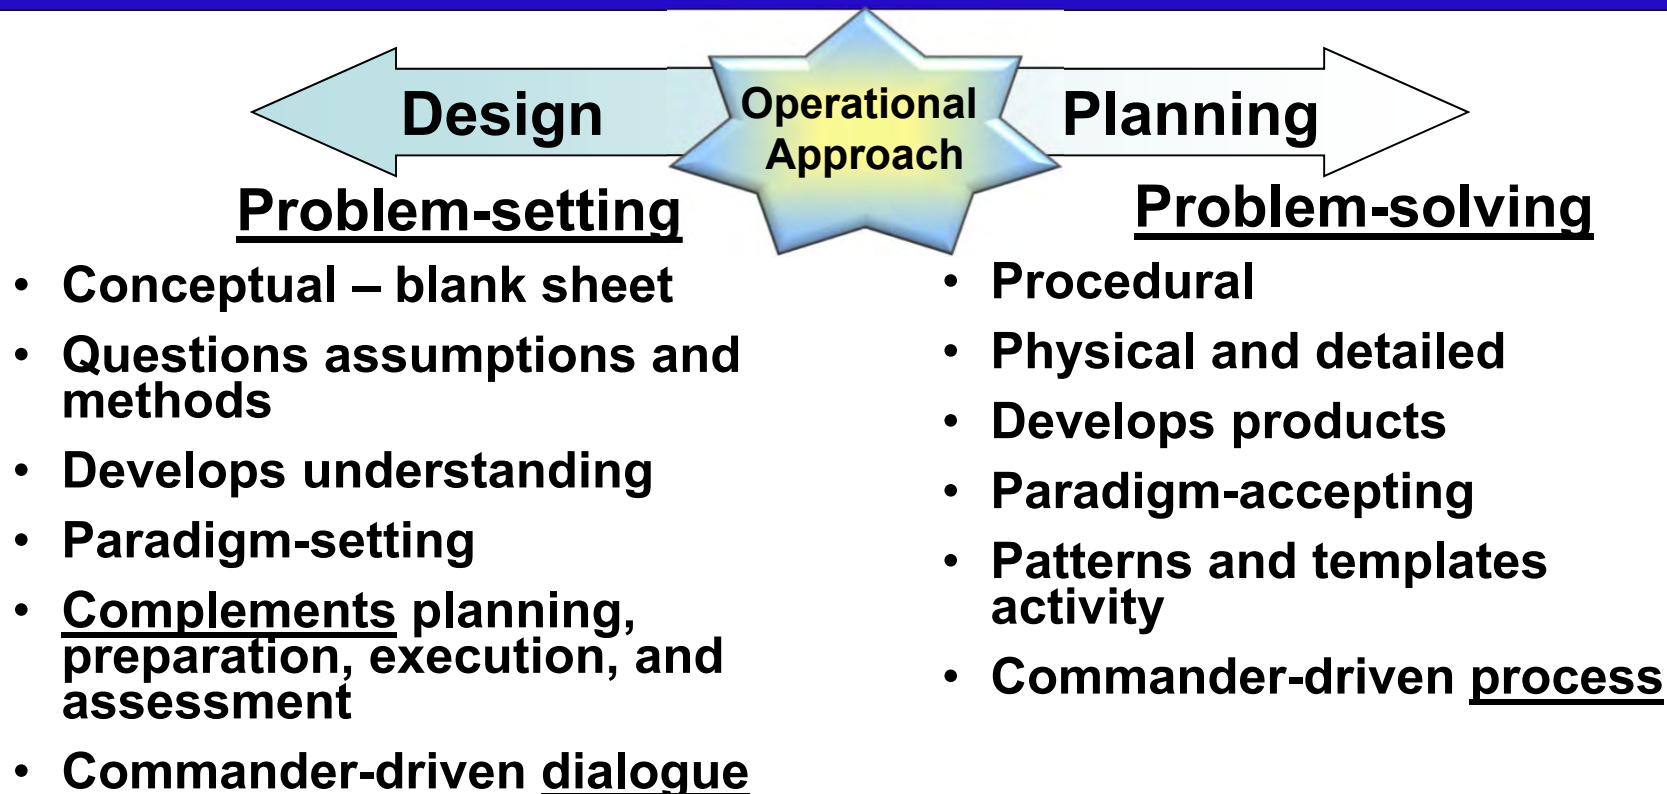 Design
Operational
Approach
Planning
Problem-setting
• Conceptual – blank sheet
• Questions assumptions and
methods
• Develops understanding
• Paradigm-setting
• Complements planning,
preparation, execution, and
assessment
• Commander-driven dialogue
Problem-solving
• Procedural
• Physical and detailed
• Develops products
• Paradigm-accepting
• Patterns and templates
activity
• Commander-driven process